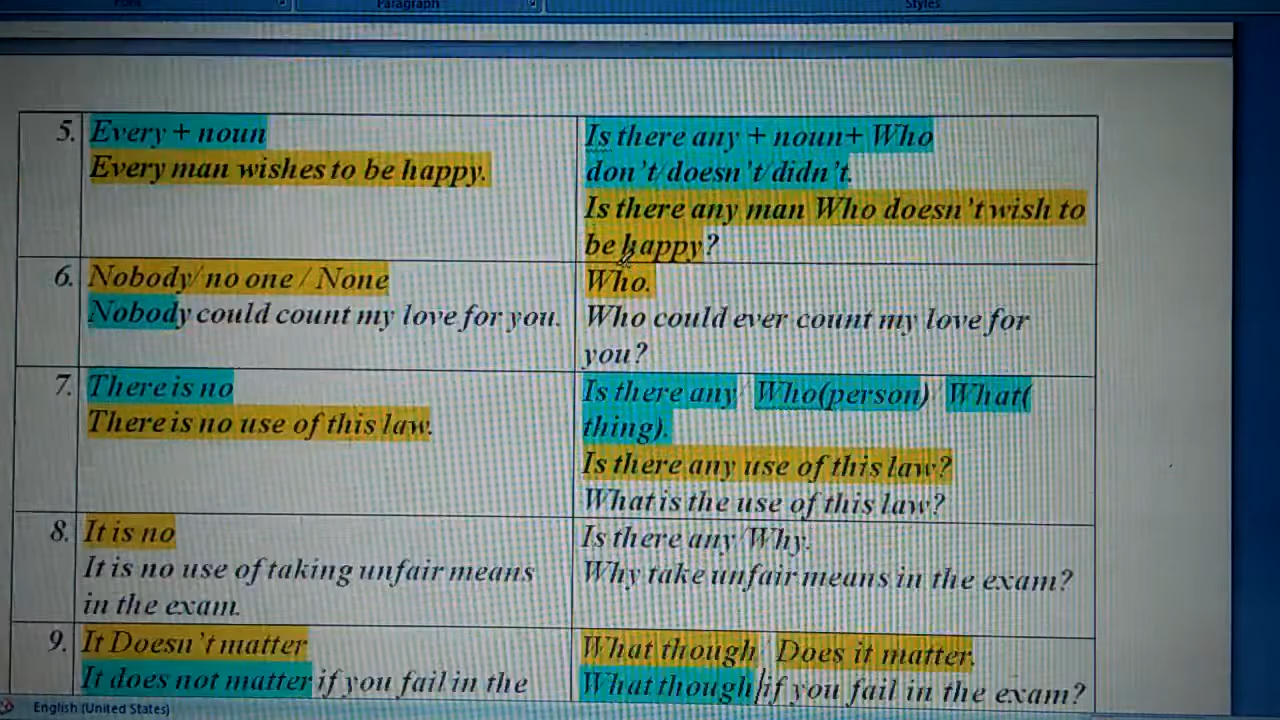 Font
Paragraph
Styles
5.
Every + noun
Every man wishes to be happy.
Is there any + noun+ Who
don't/doesn't/didn't.
Is there any man Who doesn't wish to
be happy?
6.
Nobody/ no one / None
Nobody could count my love for you.
Who.
Who could ever count my love for
you?
7.
There is no
There is no use of this law.
Is there any/ Who(person)/ What(
thing).
Is there any use of this law?
What is the use of this law?
8.
It is no
It is no use of taking unfair means
in the exam.
Is there any/Why.
Why take unfair means in the exam?
9.
It Doesn't matter
It does not matter if you fail in the
What though/ Does it matter.
What though/if you fail in the exam?
English (United States)